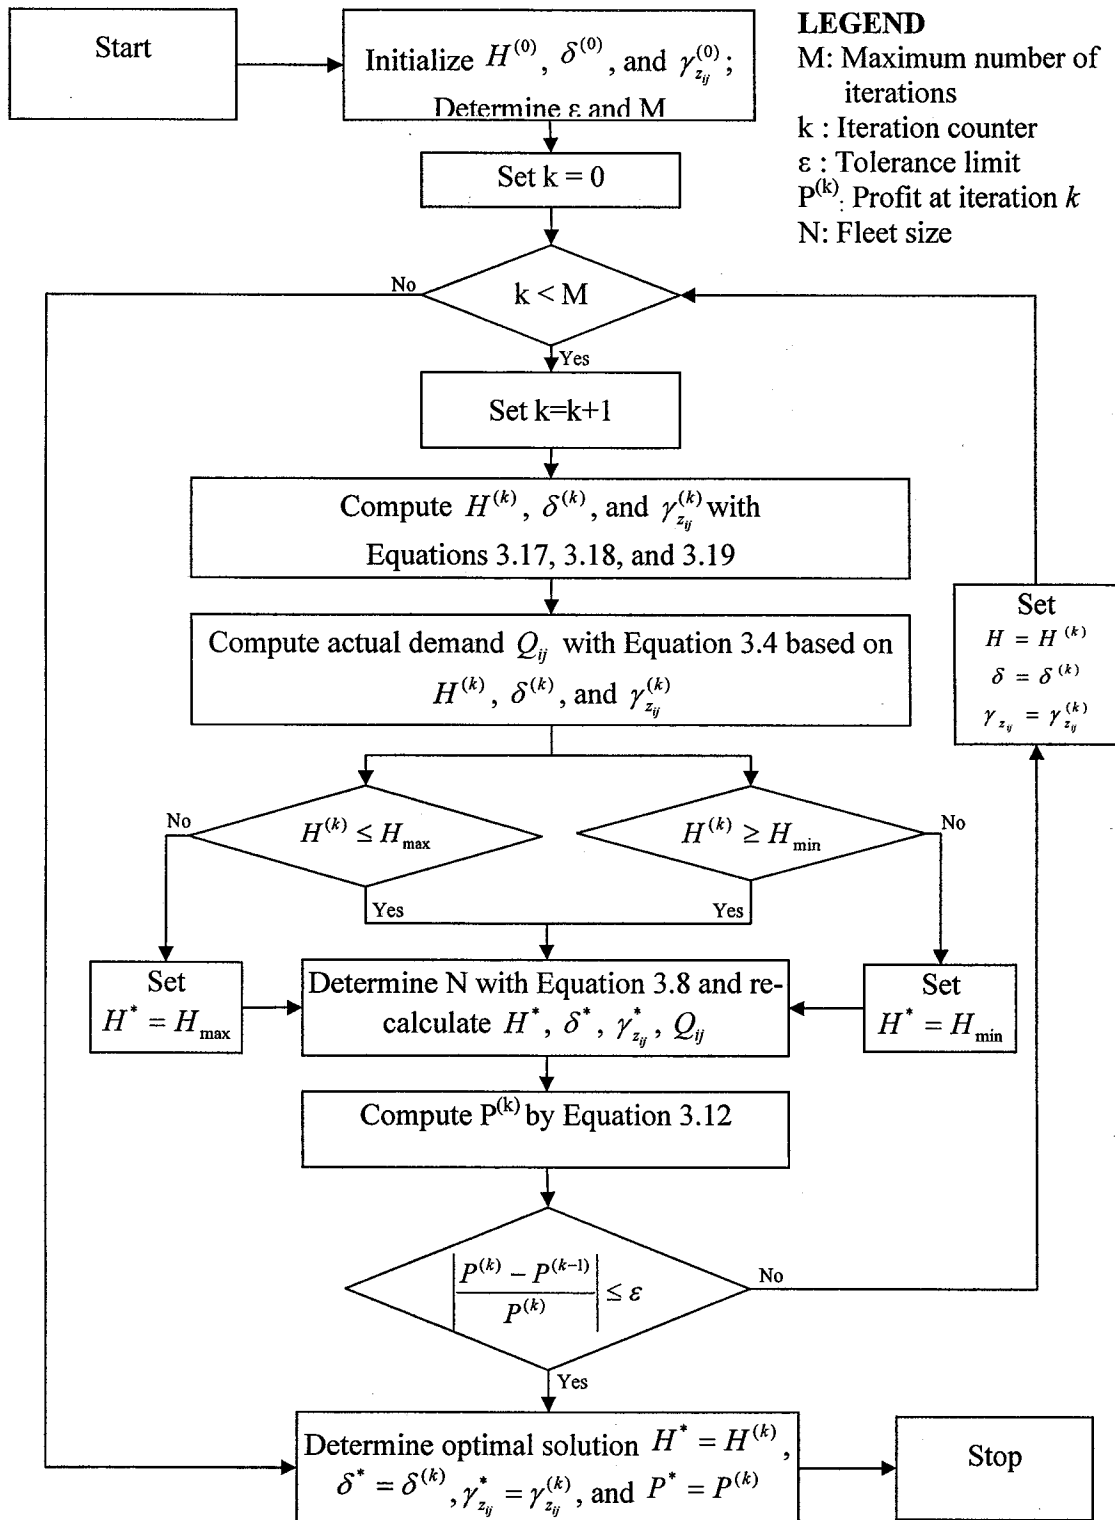 Start
Initialize H^(0), δ^(0), and γ_{z_ij}^(0);
Determine ε and M
LEGEND
M: Maximum number of
iterations
k : Iteration counter
ε : Tolerance limit
P^(k): Profit at iteration k
N: Fleet size
Set k = 0
No
k < M
Yes
Set k=k+1
Compute H^(k), δ^(k), and γ_{z_ij}^(k) with
Equations 3.17, 3.18, and 3.19
Compute actual demand Q_ij with Equation 3.4 based on
H^(k), δ^(k), and γ_{z_ij}^(k)
Set
H = H^(k)
δ = δ^(k)
γ_{z_ij} = γ_{z_ij}^(k)
No
H^(k) ≤ H_max
Yes
H^(k) ≥ H_min
No
Yes
Set
H^* = H_max
Determine N with Equation 3.8 and re-
calculate H^*, δ^*, γ_{z_ij}^*, Q_ij
Set
H^* = H_min
Compute P^(k) by Equation 3.12
|(P^(k) − P^(k-1)) / P^(k)| ≤ ε
No
Yes
Determine optimal solution H^* = H^(k),
δ^* = δ^(k), γ_{z_ij}^* = γ_{z_ij}^(k), and P^* = P^(k)
Stop